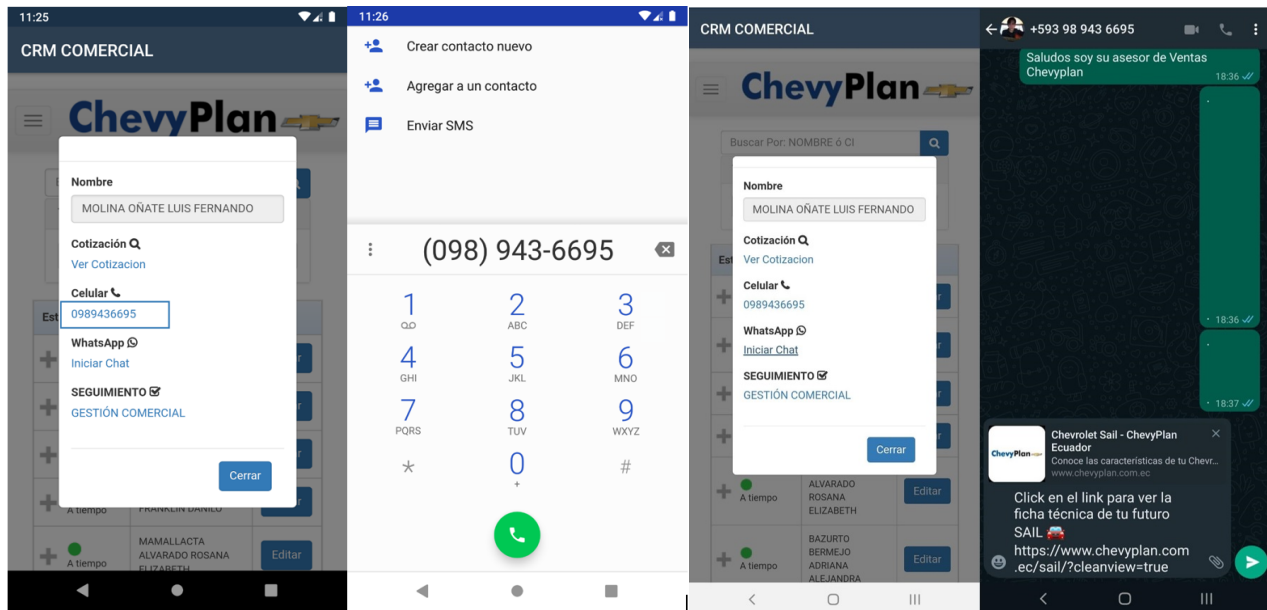 11:25
CRM COMERCIAL
ChevyPlan
Nombre
MOLINA OÑATE LUIS FERNANDO
Cotización
Ver Cotizacion
Celular
0989436695
WhatsApp
Iniciar Chat
SEGUIMIENTO
GESTIÓN COMERCIAL
Cerrar
A tiempo
FRANKLIN DANILO
MAMALLACTA
ALVARADO ROSANA
ELIZABETH
A tiempo
Editar
11:26
Crear contacto nuevo
Agregar a un contacto
Enviar SMS
(098) 943-6695
1
2
ABC
3
DEF
4
GHI
5
JKL
6
MNO
7
PQRS
8
TUV
9
WXYZ
*
0
+
#
CRM COMERCIAL
ChevyPlan
Buscar Por: NOMBRE ó CI
Nombre
MOLINA OÑATE LUIS FERNANDO
Cotización
Ver Cotizacion
Celular
0989436695
WhatsApp
Iniciar Chat
SEGUIMIENTO
GESTIÓN COMERCIAL
Cerrar
A tiempo
ALVARADO
ROSANA
ELIZABETH
Editar
A tiempo
BAZURTO
BERMEJO
ADRIANA
ALEJANDRA
Editar
+593 98 943 6695
Saludos soy su asesor de Ventas
Chevyplan
18:36
.
18:36
.
18:37
ChevyPlan
Chevrolet Sail - ChevyPlan
Ecuador
Conoce las características de tu Chevr...
www.chevyplan.com.ec
Click en el link para ver la
ficha técnica de tu futuro
SAIL
https://www.chevyplan.com
.ec/sail/?cleanview=true